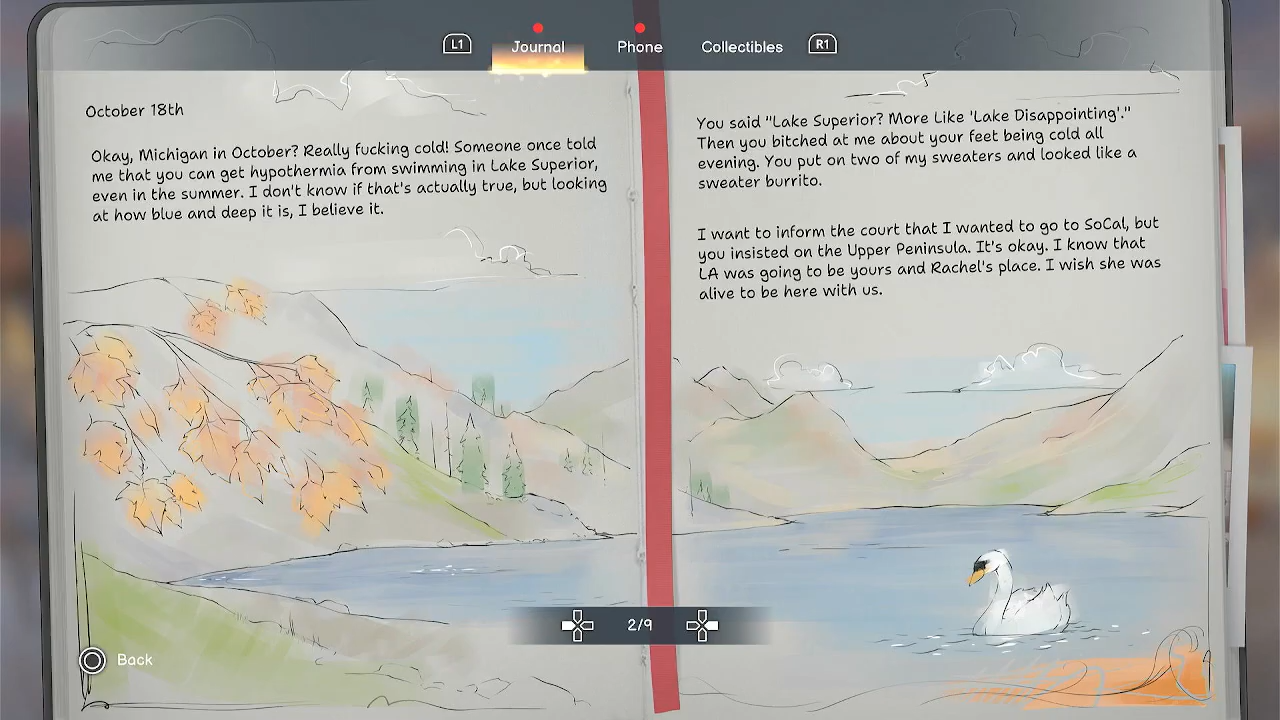 L1
Journal
Phone
Collectibles
R1
October 18th
Okay, Michigan in October? Really fucking cold! Someone once told
me that you can get hypothermia from swimming in Lake Superior,
even in the summer. I don't know if that's actually true, but looking
at how blue and deep it is, I believe it.
You said "Lake Superior? More Like 'Lake Disappointing'."
Then you bitched at me about your feet being cold all
evening. You put on two of my sweaters and looked like a
sweater burrito.
I want to inform the court that I wanted to go to SoCal, but
you insisted on the Upper Peninsula. It's okay. I know that
LA was going to be yours and Rachel's place. I wish she was
alive to be here with us.
2/9
Back